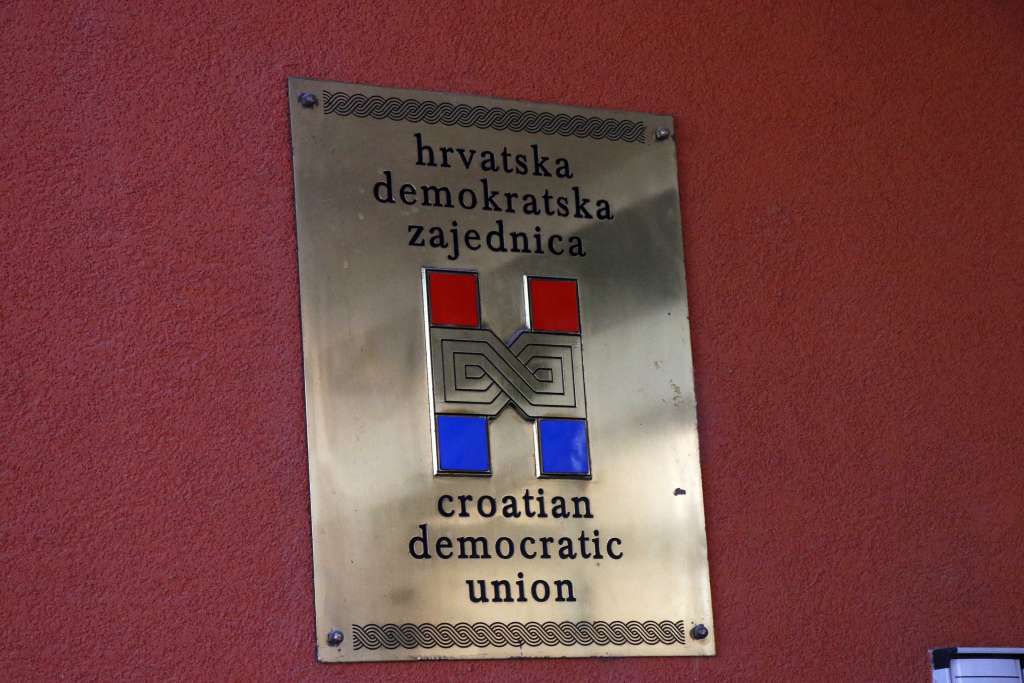 hrvatska
demokratska
zajednica
croatian
democratic
union